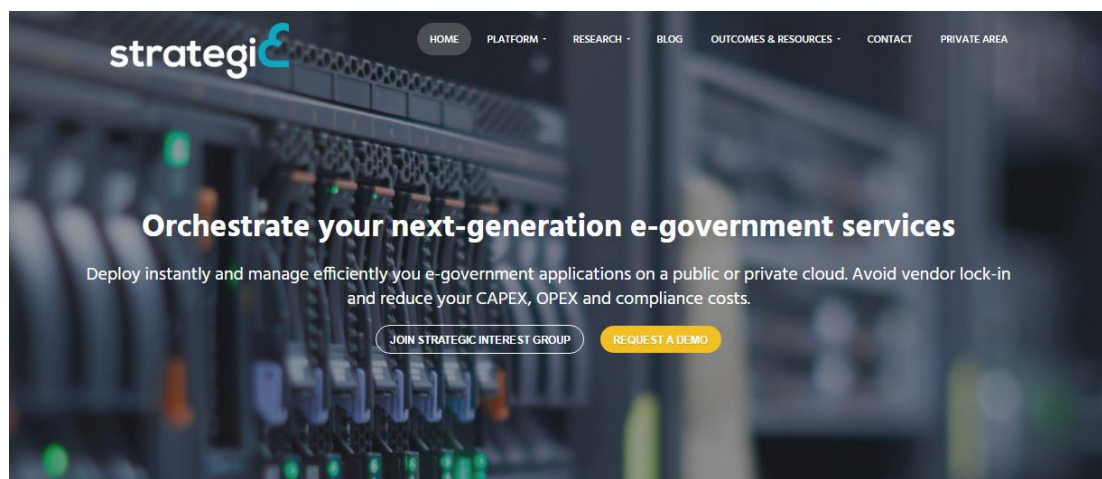 strategic
HOME
PLATFORM -
RESEARCH -
BLOG
OUTCOMES & RESOURCES -
CONTACT
PRIVATE AREA
Orchestrate your next-generation e-government services
Deploy instantly and manage efficiently you e-government applications on a public or private cloud. Avoid vendor lock-in
and reduce your CAPEX, OPEX and compliance costs.
JOIN STRATEGIC INTEREST GROUP
REQUEST A DEMO